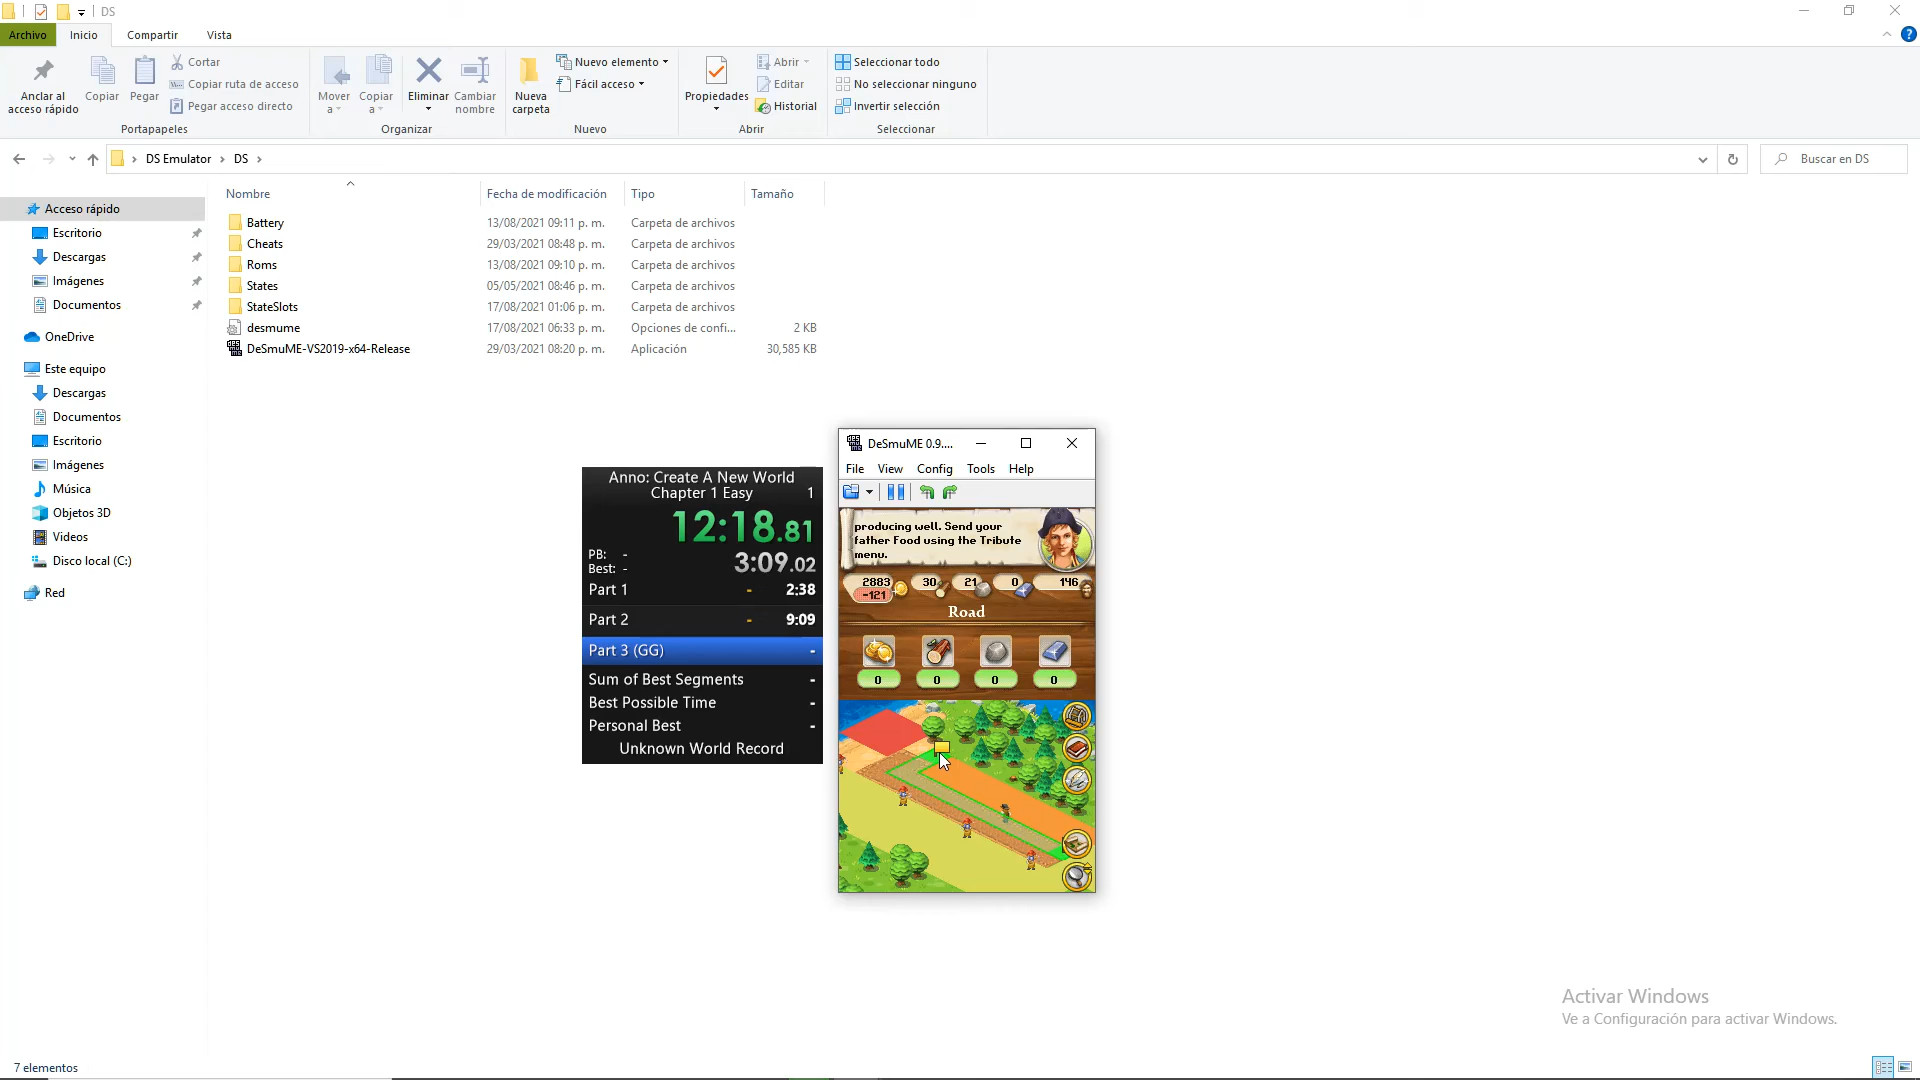 DS
Archivo
Inicio
Compartir
Vista
Anclar al
acceso rápido
Copiar
Pegar
Cortar
Copiar ruta de acceso
Pegar acceso directo
Portapapeles
Mover
a
Copiar
a
Eliminar
Cambiar
nombre
Organizar
Nueva
carpeta
Nuevo elemento
Fácil acceso
Nuevo
Propiedades
Abrir
Editar
Historial
Abrir
Seleccionar todo
No seleccionar ninguno
Invertir selección
Seleccionar
DS Emulator
DS
Buscar en DS
Nombre Fecha de modificación Tipo Tamaño
Battery 13/08/2021 09:11 p. m. Carpeta de archivos
Cheats 29/03/2021 08:48 p. m. Carpeta de archivos
Roms 13/08/2021 09:10 p. m. Carpeta de archivos
States 05/05/2021 08:46 p. m. Carpeta de archivos
StateSlots 17/08/2021 01:06 p. m. Carpeta de archivos
desmume 17/08/2021 06:33 p. m. Opciones de confi... 2 KB
DeSmuME-VS2019-x64-Release 29/03/2021 08:20 p. m. Aplicación 30,585 KB
Acceso rápido
Escritorio
Descargas
Imágenes
Documentos
OneDrive
Este equipo
Descargas
Documentos
Escritorio
Imágenes
Música
Objetos 3D
Videos
Disco local (C:)
Red
Anno: Create A New World
Chapter 1 Easy 1
12:18.81
PB: -
Best: -
3:09.02
Part 1 - 2:38
Part 2 - 9:09
Part 3 (GG) -
Sum of Best Segments -
Best Possible Time -
Personal Best -
Unknown World Record
DeSmuME 0.9....
File View Config Tools Help
producing well. Send your
father Food using the Tribute
menu.
2883 30 21 0 146
-121
Road
0 0 0 0
Activar Windows
Ve a Configuración para activar Windows.
7 elementos